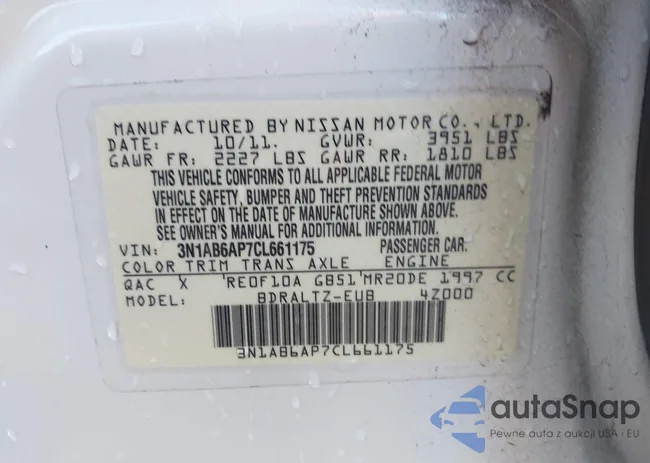 MANUFACTURED BY NISSAN MOTOR CO., LTD.
DATE: 10/11. GVWR: 3951 LBS
GAWR FR: 2227 LBS GAWR RR: 1810 LBS
THIS VEHICLE CONFORMS TO ALL APPLICABLE FEDERAL MOTOR
VEHICLE SAFETY, BUMPER AND THEFT PREVENTION STANDARDS
IN EFFECT ON THE DATE OF MANUFACTURE SHOWN ABOVE.
SEE OWNER'S MANUAL FOR ADDITIONAL INFORMATION.
VIN: 3N1AB6AP7CL661175 PASSENGER CAR.
COLOR TRIM TRANS AXLE ENGINE
QAC X RE0F10A GB51 MR20DE 1997 CC
MODEL: BDRALTZ-EUB 4Z000
3N1AB6AP7CL661175
autaSnap
Pewne auta z aukcji USA i EU